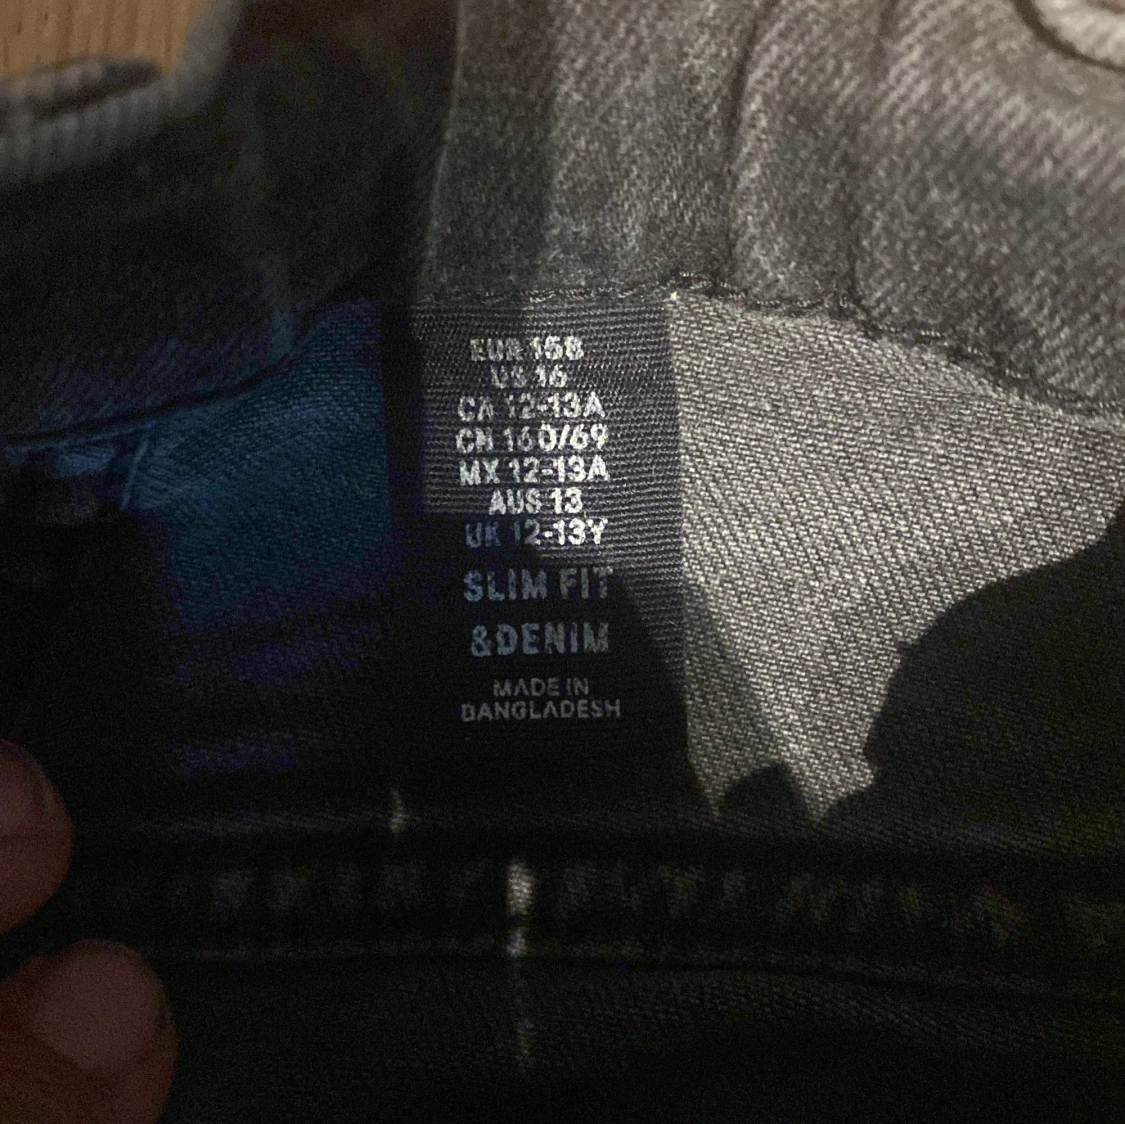 EUR 158
US 16
CA 12-13A
CN 160/69
MX 12-13A
AUS 13
UK 12-13Y
SLIM FIT
&DENIM
MADE IN
BANGLADESH